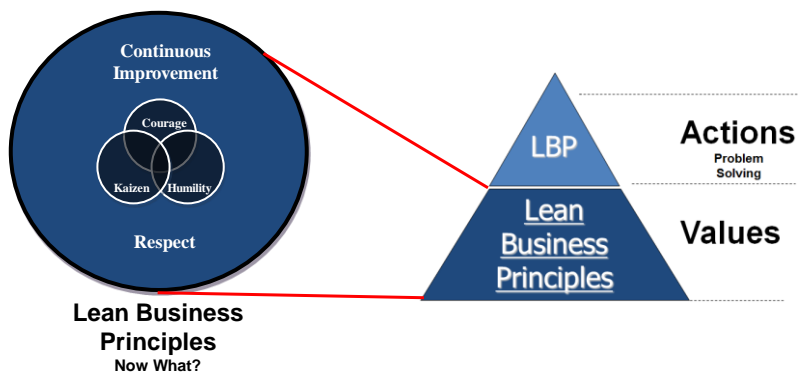 Continuous
Improvement
Courage
Kaizen
Humility
Respect
Lean Business
Principles
Now What?
LBP
Lean
Business
Principles
Actions
Problem
Solving
Values